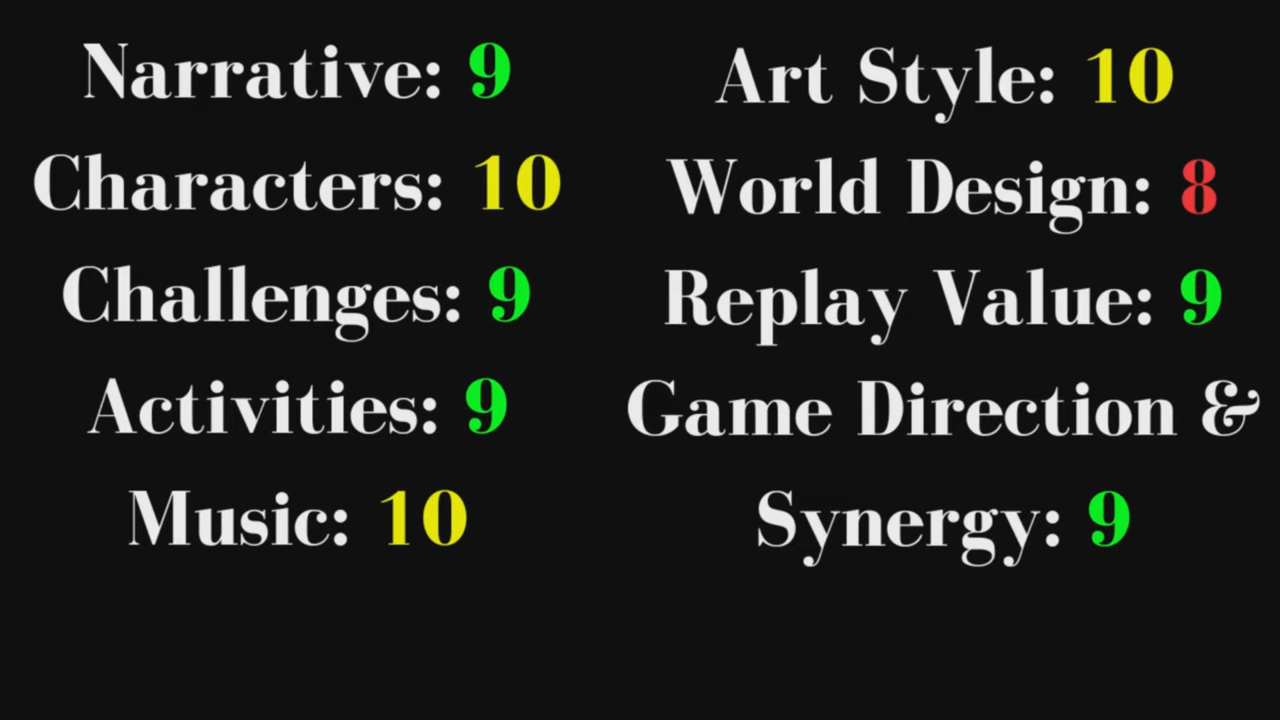 Narrative: 9
Characters: 10
Challenges: 9
Activities: 9
Music: 10
Art Style: 10
World Design: 8
Replay Value: 9
Game Direction &
Synergy: 9